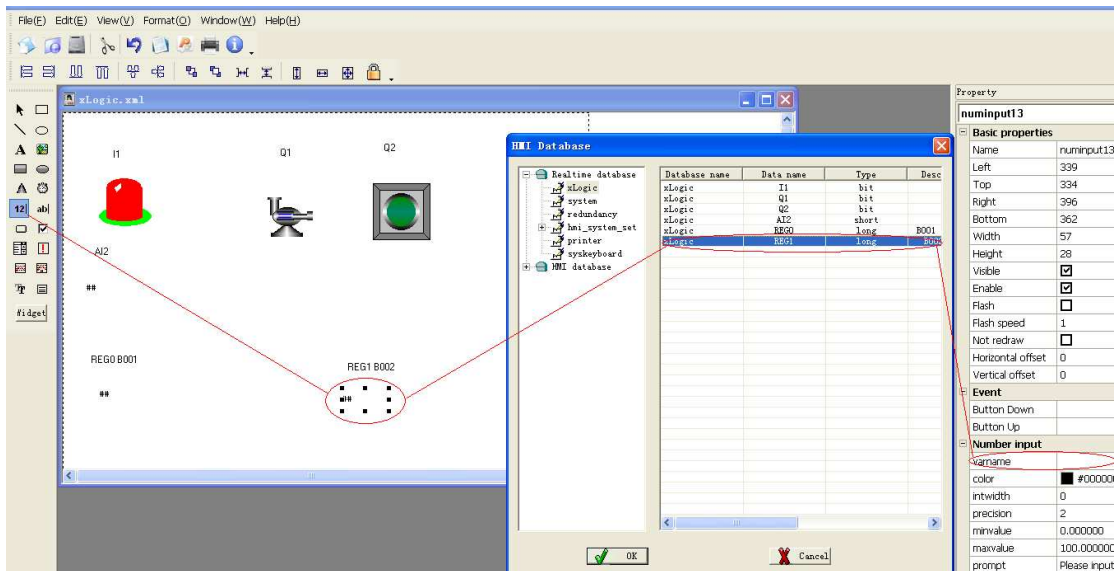 File(F) Edit(E) View(V) Format(O) Window(W) Help(H)
xLogic.xml
I1
Q1
Q2
AI2
##
REG0 B001
##
REG1 B002
##
A
A
12|
ab|
Widget
HMI Database
Realtime database
xLogic
system
redundancy
hmi_system_set
printer
syskeyboard
HMI database
Database name Data name Type Desc
xLogic I1 bit
xLogic Q1 bit
xLogic Q2 bit
xLogic AI2 short
xLogic REG0 long B001
xLogic REG1 long
OK
Cancel
Property
numinput13
Basic properties
Name numinput13
Left 339
Top 334
Right 396
Bottom 362
Width 57
Height 28
Visible
Enable
Flash
Flash speed 1
Not redraw
Horizontal offset 0
Vertical offset 0
Event
Button Down
Button Up
Number input
varname
color #000000
intwidth 0
precision 2
minvalue 0.000000
maxvalue 100.000000
prompt Please input